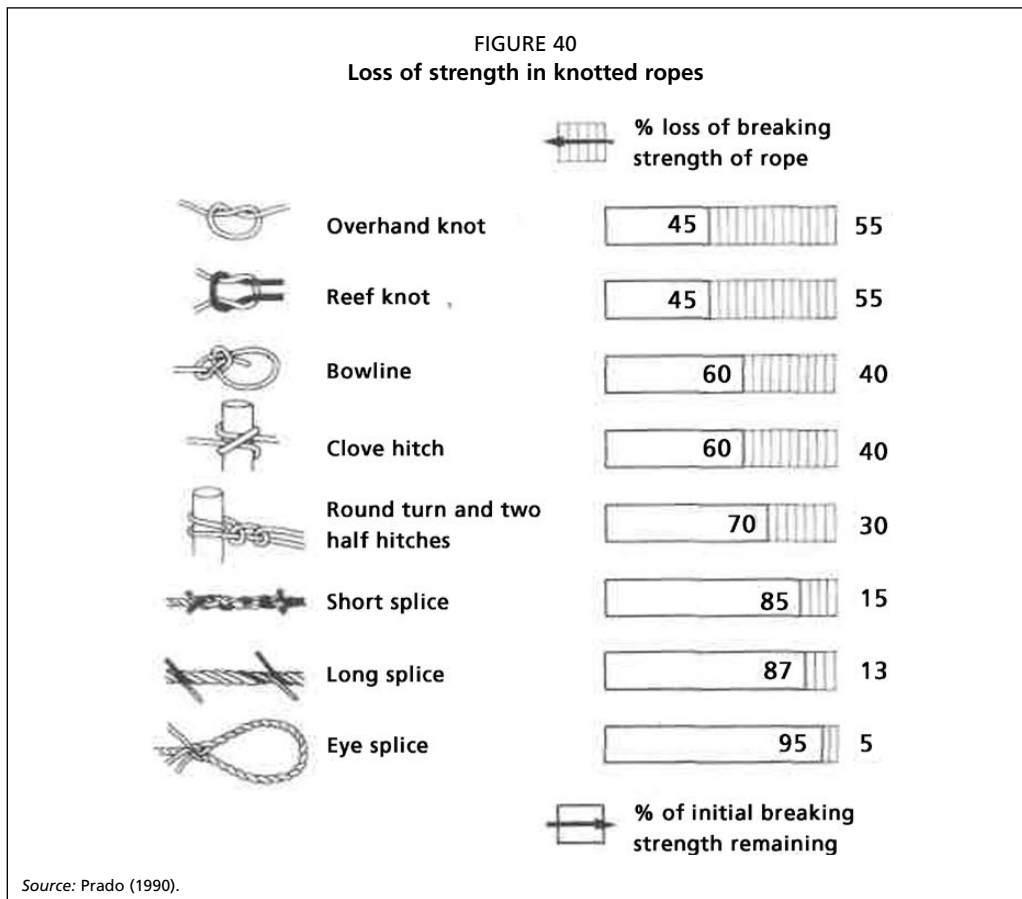 FIGURE 40
Loss of strength in knotted ropes
% loss of breaking
strength of rope
Overhand knot 45 55
Reef knot 45 55
Bowline 60 40
Clove hitch 60 40
Round turn and two
half hitches 70 30
Short splice 85 15
Long splice 87 13
Eye splice 95 5
% of initial breaking
strength remaining
Source: Prado (1990).